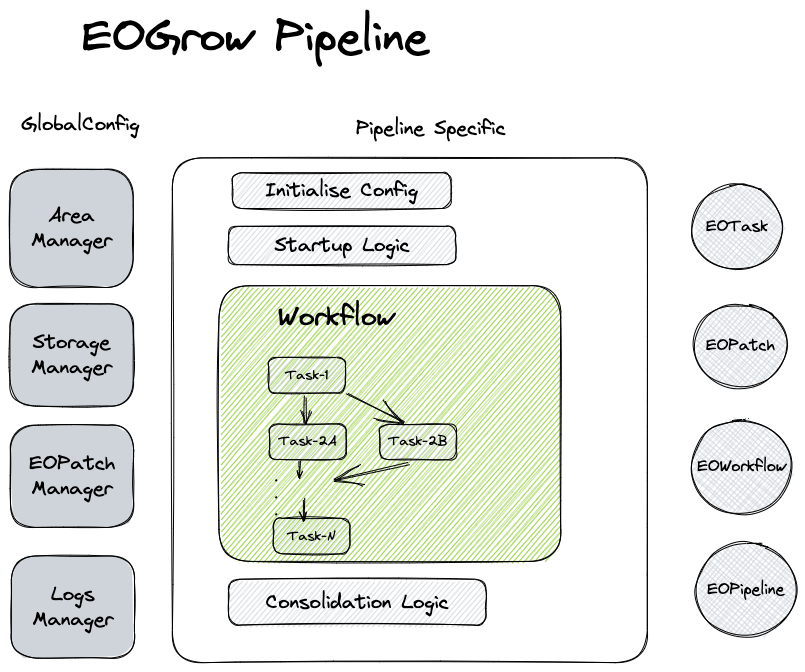 EOGrow Pipeline
GlobalConfig
Pipeline Specific
Area
Manager
Storage
Manager
EOPatch
Manager
Logs
Manager
Initialise Config
Startup Logic
Workflow
Task-1
Task-2A
Task-2B
Task-N
Consolidation Logic
EOTask
EOPatch
EOWorkflow
EOPipeline